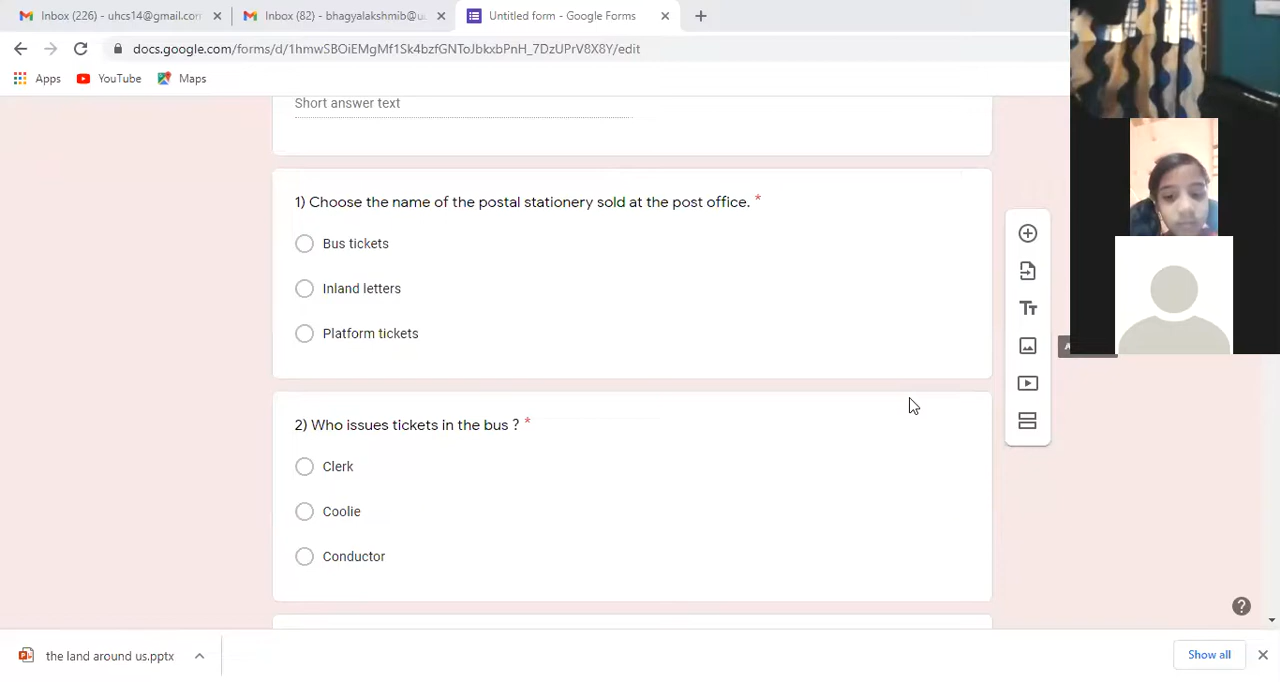 Inbox (226) - uhcs14@gmail.con
Inbox (82) - bhagyalakshmib@u
Untitled form - Google Forms
docs.google.com/forms/d/1hmwSBOiEMgMf1Sk4bzfGNToJbkxbPnH_7DzUPrV8X8Y/edit
Apps YouTube Maps
Short answer text
1) Choose the name of the postal stationery sold at the post office. *
Bus tickets
Inland letters
Platform tickets
2) Who issues tickets in the bus ? *
Clerk
Coolie
Conductor
the land around us.pptx
Show all